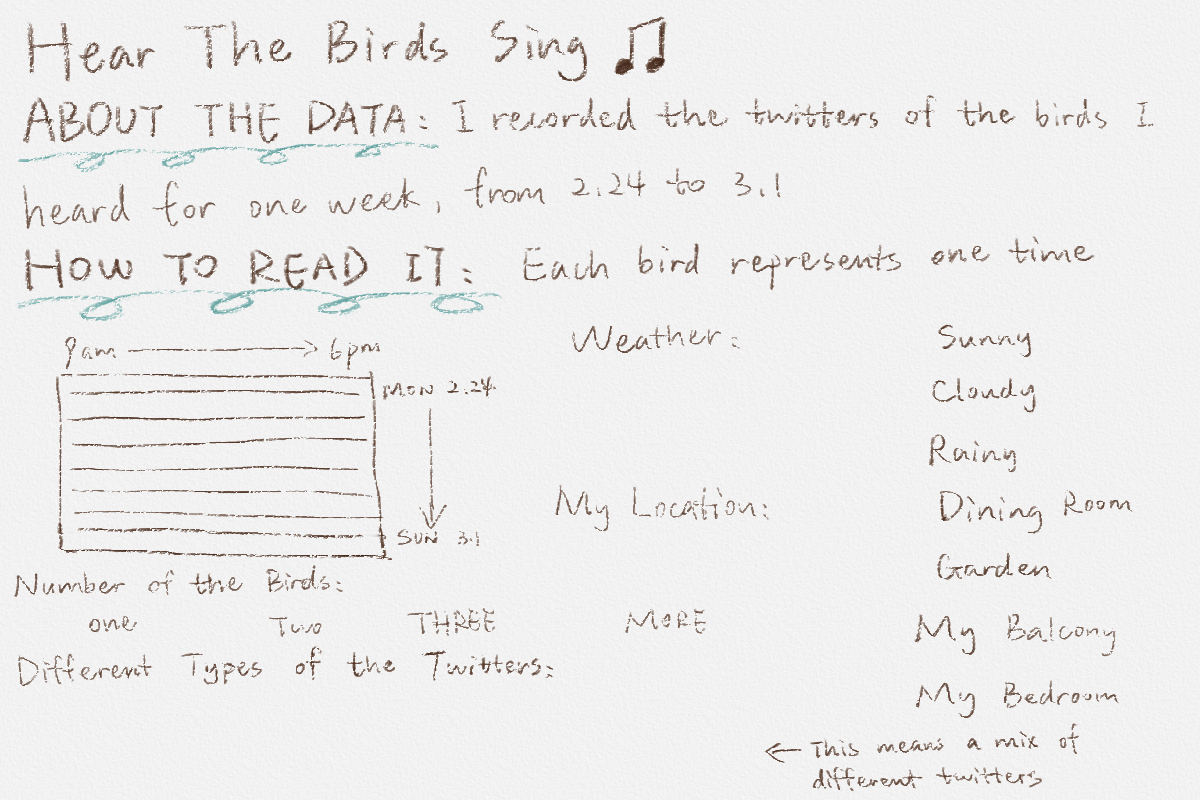 Hear The Birds Sing
ABOUT THE DATA: I recorded the twitters of the birds I
heard for one week, from 2.24 to 3.1
HOW TO READ IT: Each bird represents one time
9am 6pm
MON 2.24
SUN 3.1
Weather:
Sunny
Cloudy
Rainy
My Location:
Dining Room
Garden
My Balcony
My Bedroom
Number of the Birds:
one Two THREE MORE
Different Types of the Twitters:
This means a mix of
different twitters